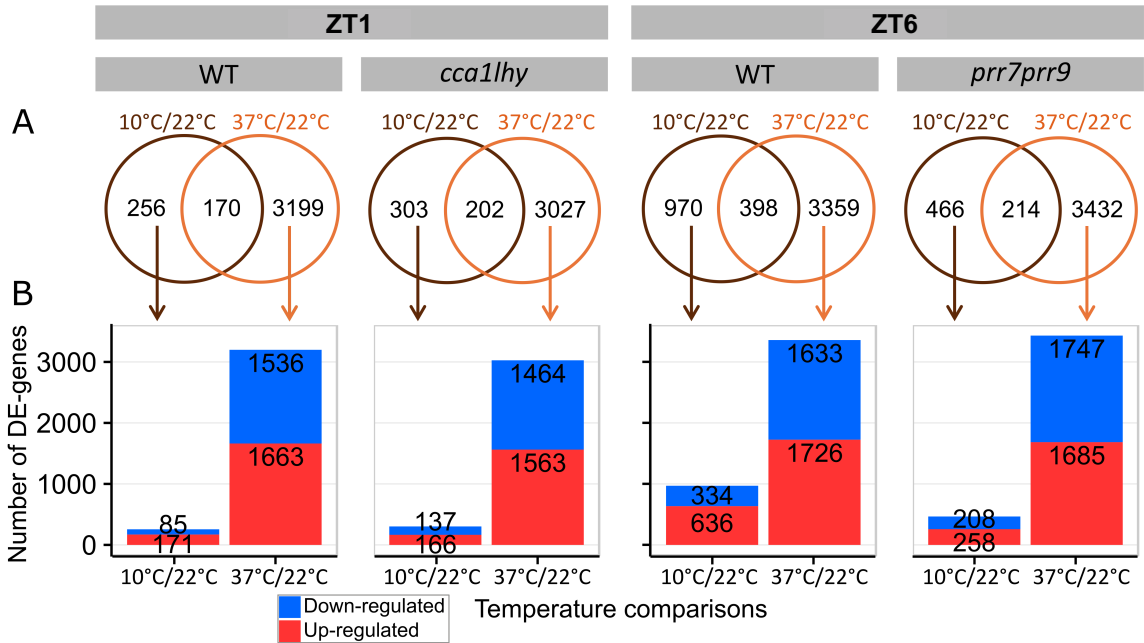 ZT1 ZT6
WT cca1lhy WT prr7prr9
A
10°C/22°C 37°C/22°C 10°C/22°C 37°C/22°C 10°C/22°C 37°C/22°C 10°C/22°C 37°C/22°C
256 170 3199 303 202 3027 970 398 3359 466 214 3432
B
Number of DE-genes
3000
2000
1000
0
1536 1464 1633 1747
1663 1563 1726 1685
85 137 334 208
171 166 636 258
10°C/22°C 37°C/22°C 10°C/22°C 37°C/22°C 10°C/22°C 37°C/22°C 10°C/22°C 37°C/22°C
Temperature comparisons
Down-regulated
Up-regulated